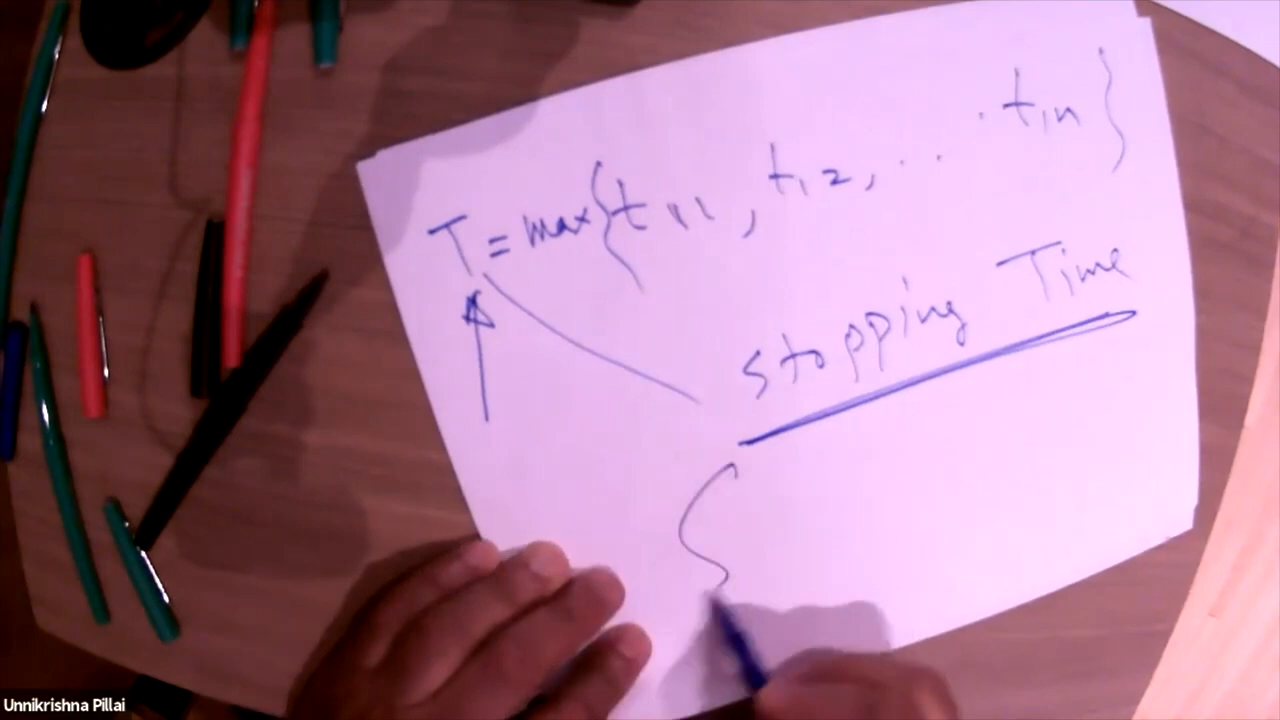 T = max{t11, t12, .. . t1n}
stopping Time
{
Unnikrishna Pillai